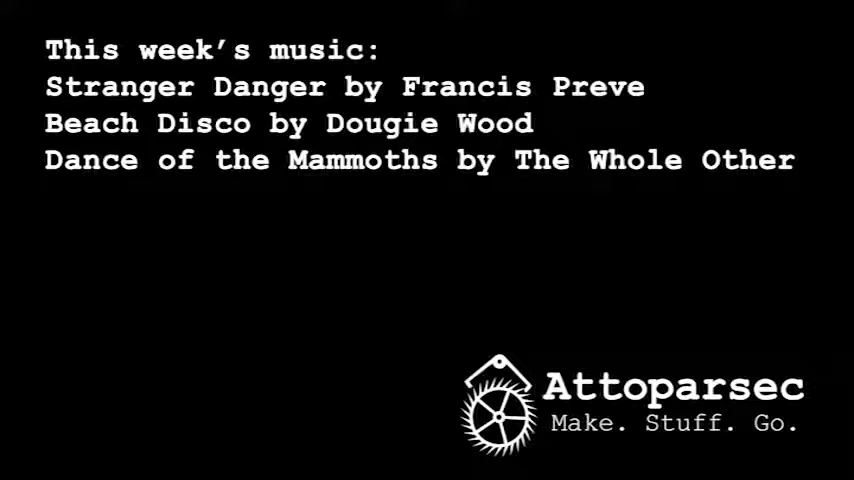 This week’s music:
Stranger Danger by Francis Preve
Beach Disco by Dougie Wood
Dance of the Mammoths by The Whole Other
Attoparsec
Make. Stuff. Go.